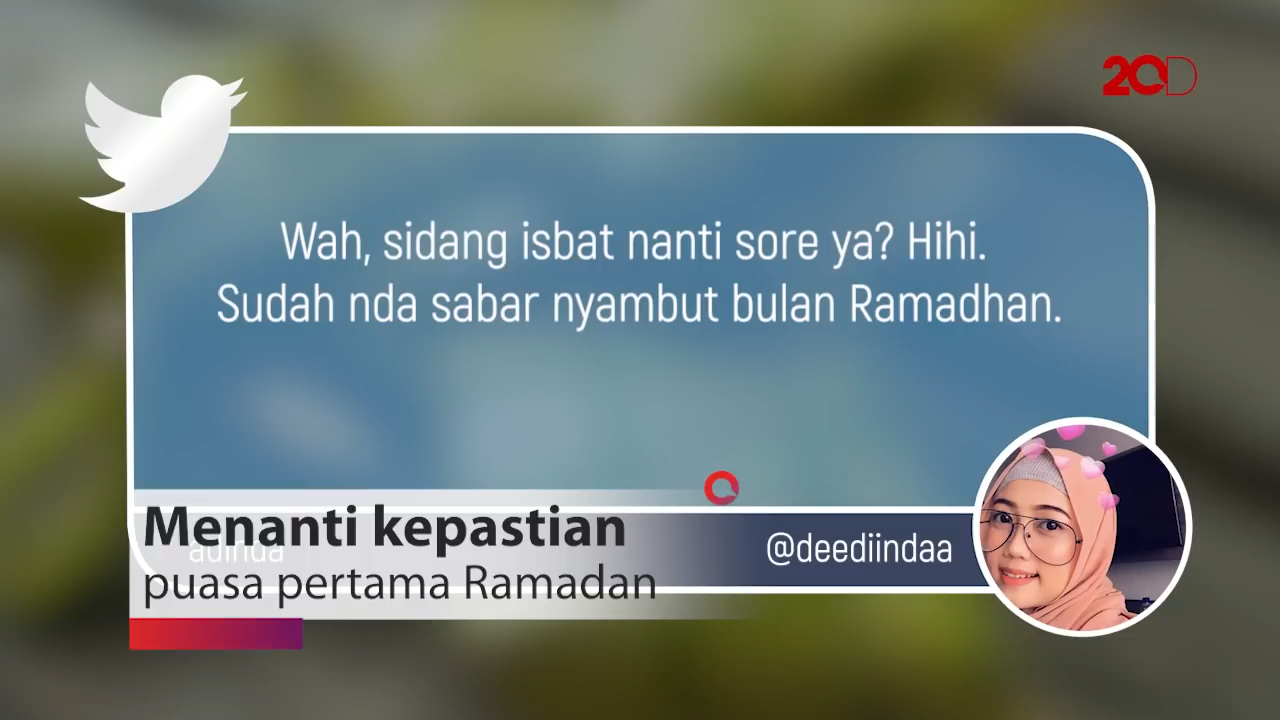 20D
Wah, sidang isbat nanti sore ya? Hihi.
Sudah nda sabar nyambut bulan Ramadhan.
Menanti kepastian
adinda
@deediindaa
puasa pertama Ramadan